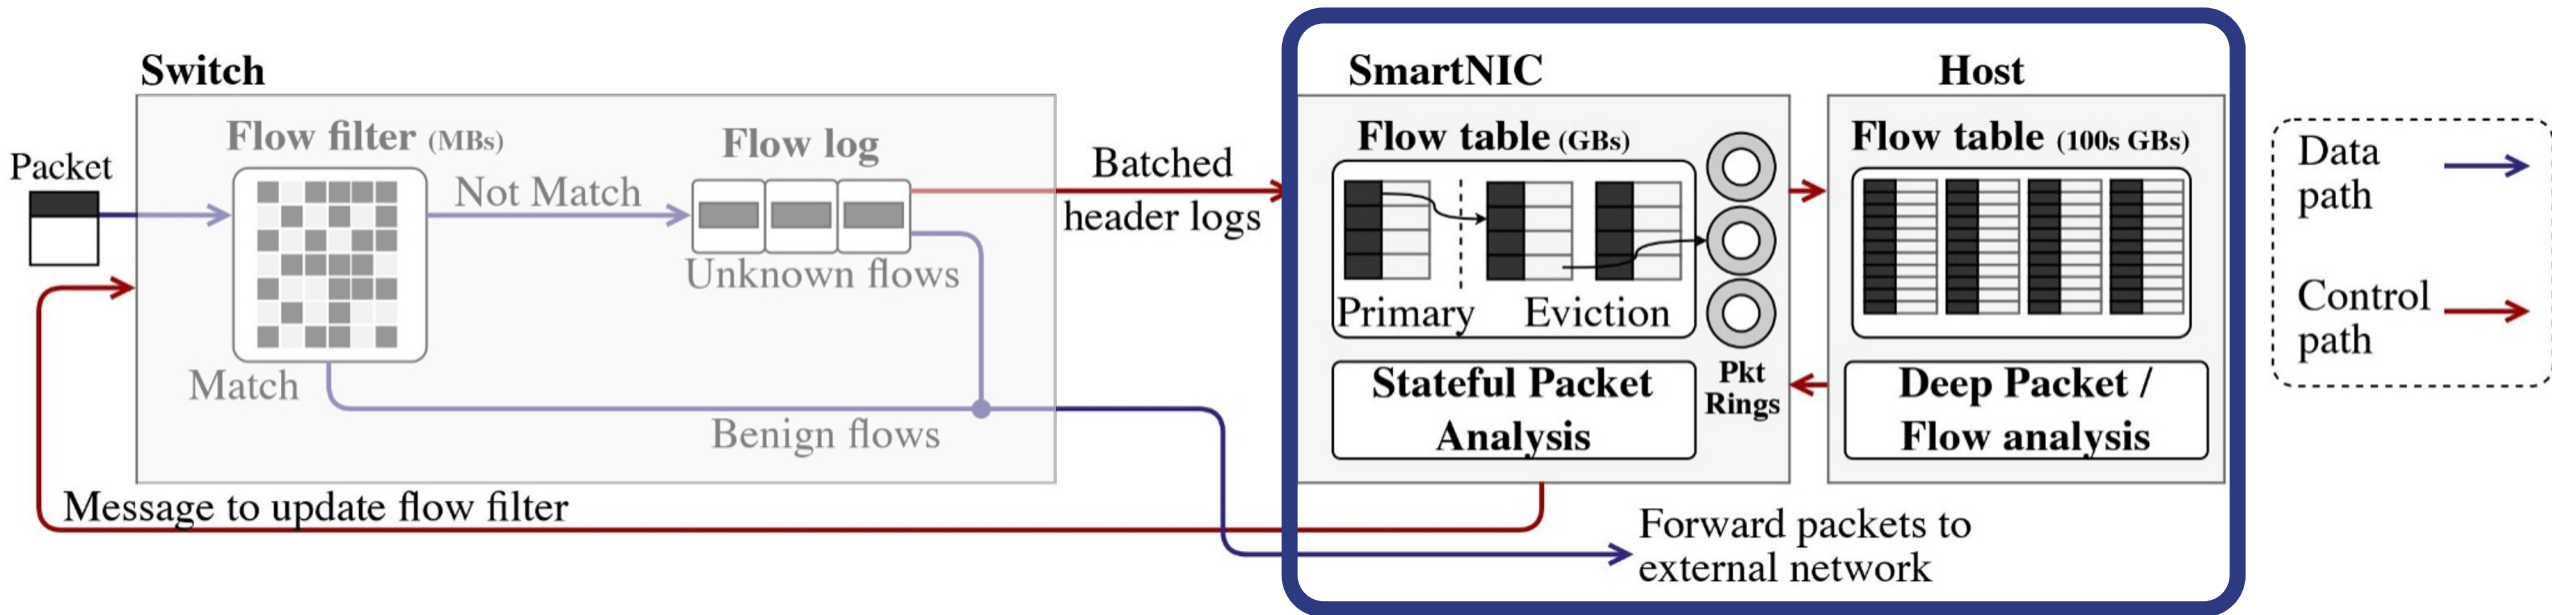 Switch
SmartNIC
Host
Packet
Flow filter (MBs)
Not Match
Flow log
Unknown flows
Match
Benign flows
Batched
header logs
Flow table (GBs)
Primary
Eviction
Stateful Packet
Analysis
Pkt
Rings
Flow table (100s GBs)
Deep Packet /
Flow analysis
Data
path
Control
path
Message to update flow filter
Forward packets to
external network